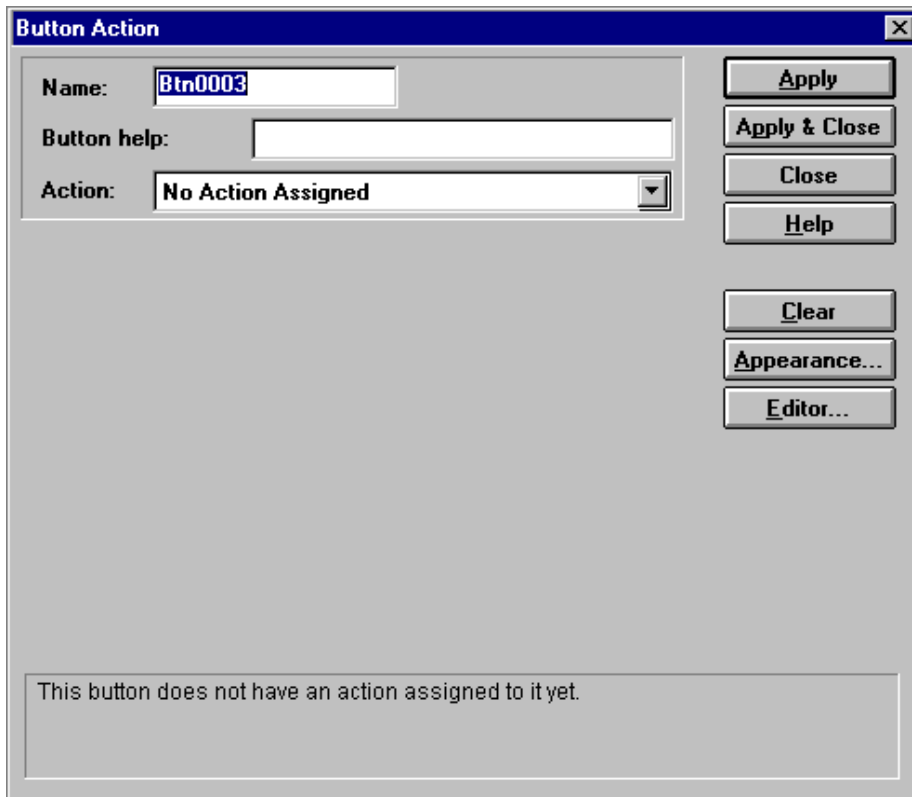 Button Action
Name:
Btn0003
Button help:
Action:
No Action Assigned
Apply
Apply & Close
Close
Help
Clear
Appearance...
Editor...
This button does not have an action assigned to it yet.